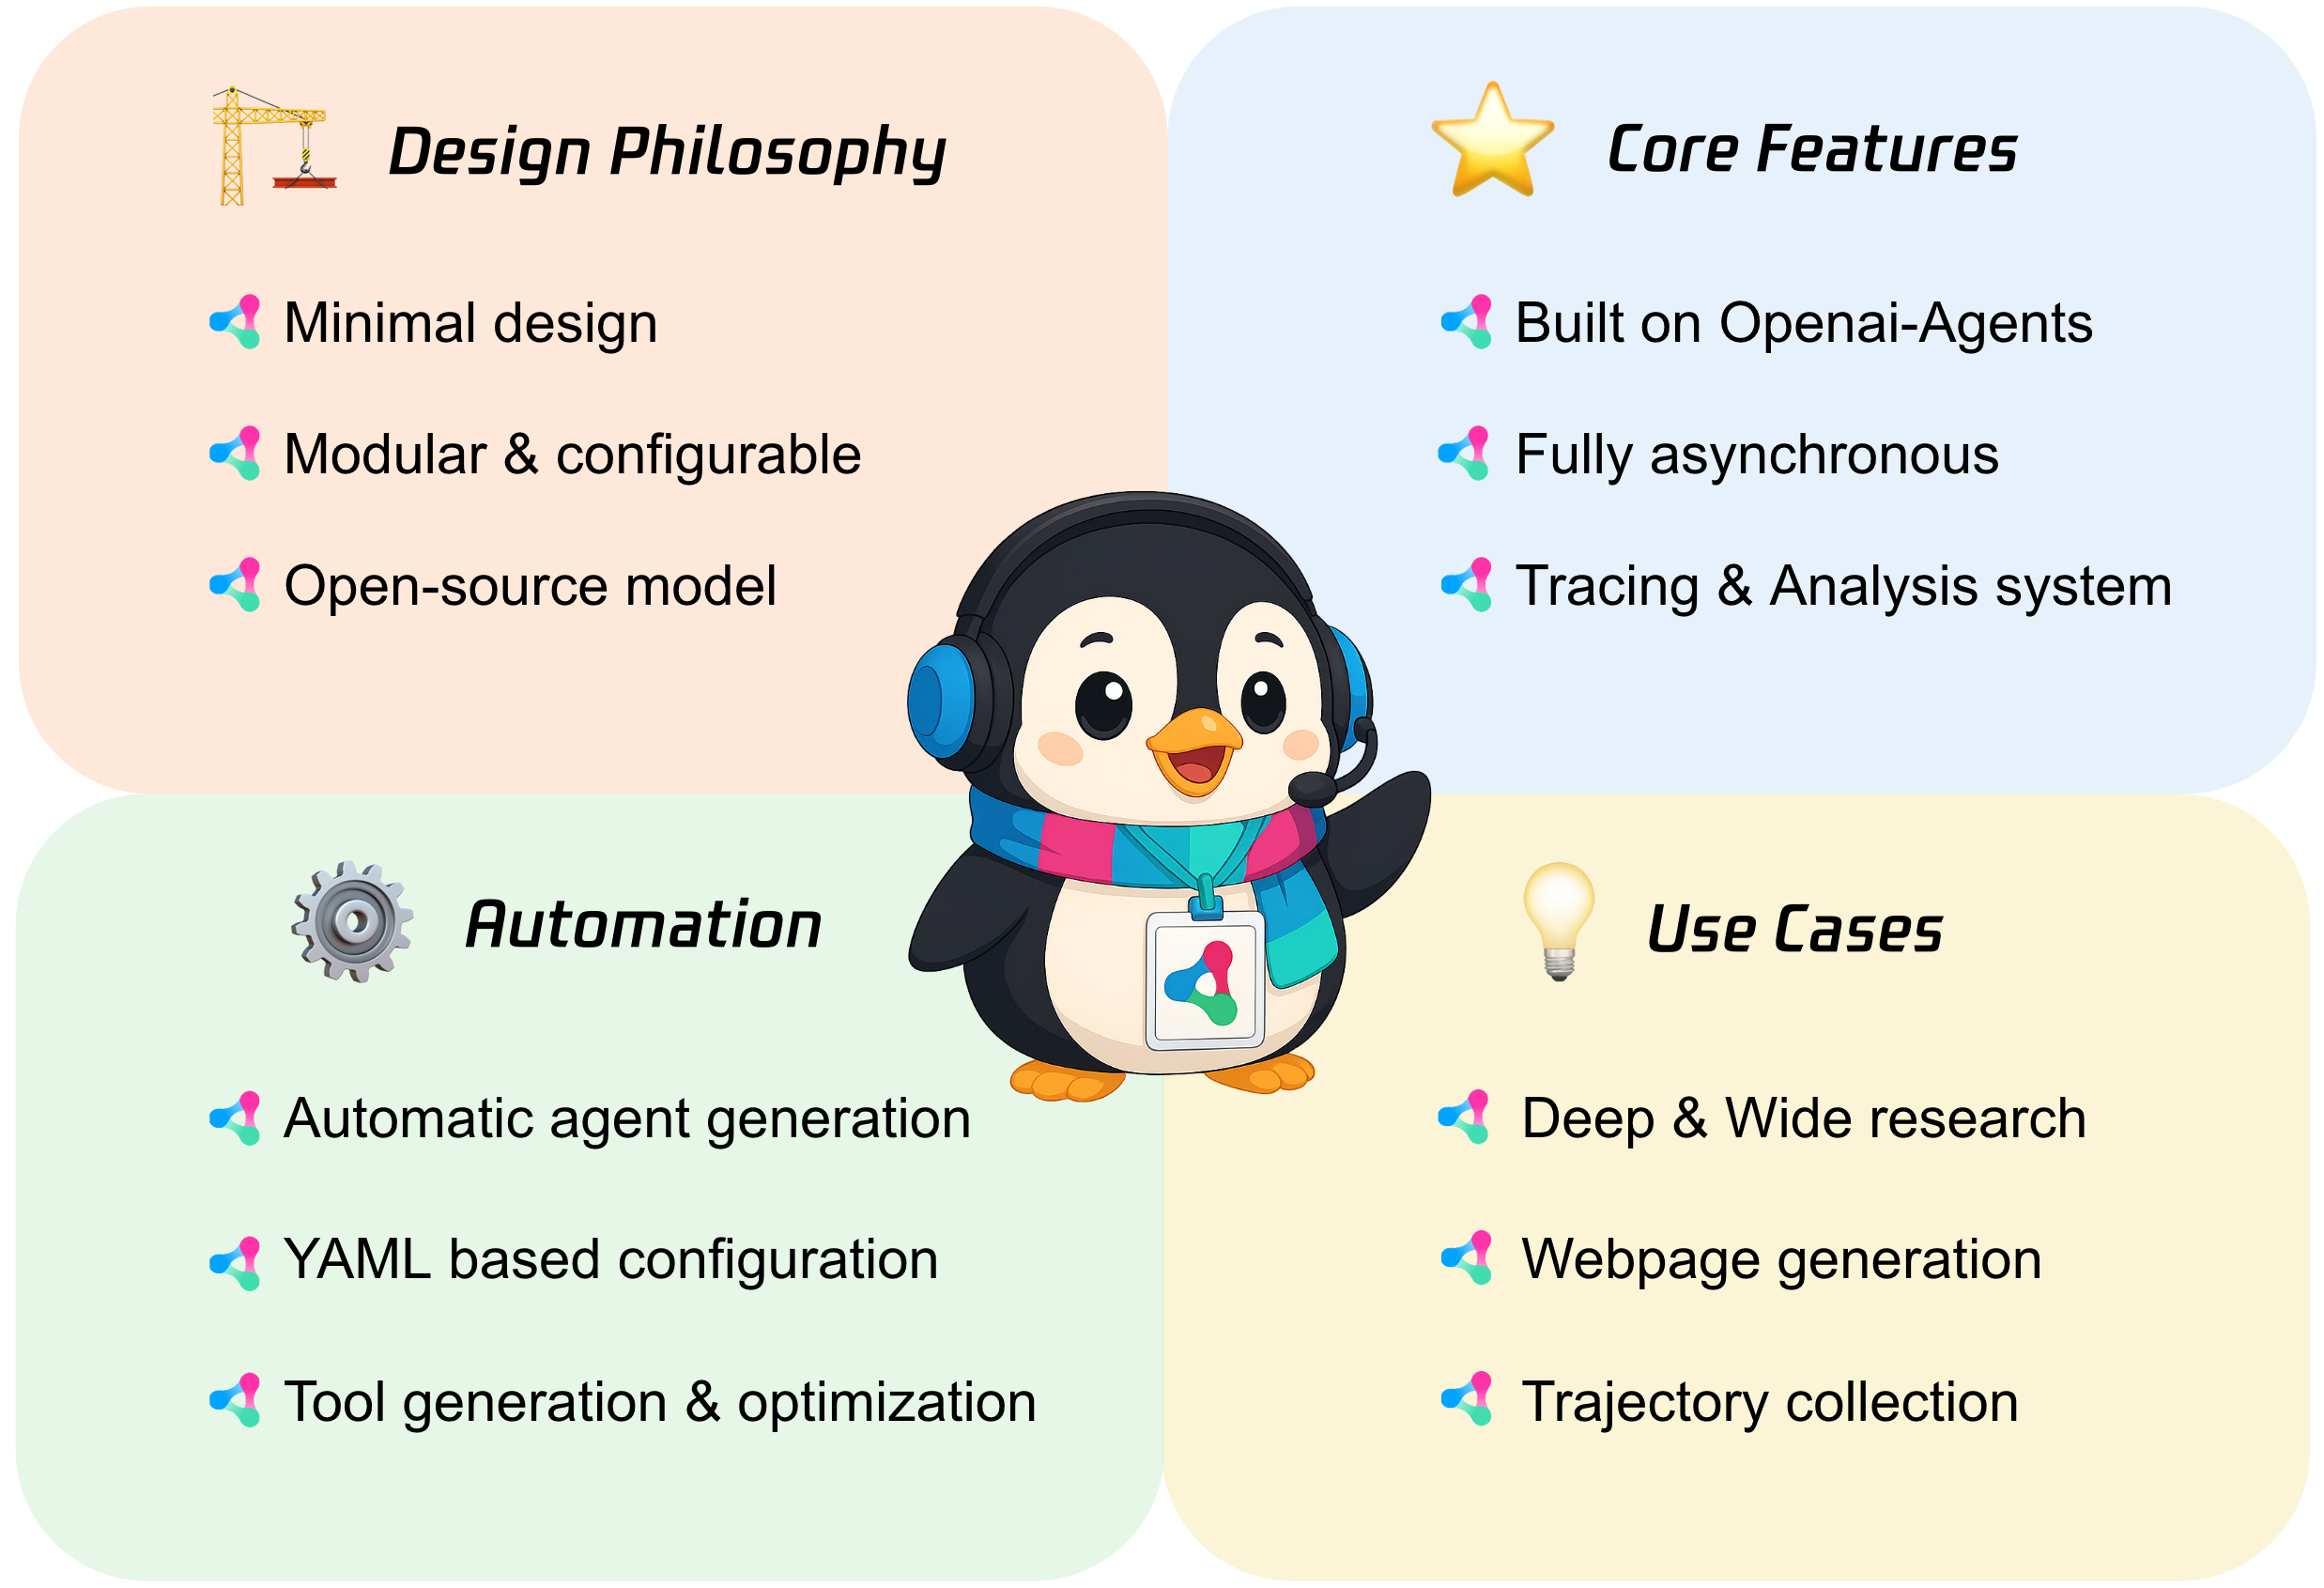 Design Philosophy
Minimal design
Modular & configurable
Open-source model
Core Features
Built on Openai-Agents
Fully asynchronous
Tracing & Analysis system
Automation
Automatic agent generation
YAML based configuration
Tool generation & optimization
Use Cases
Deep & Wide research
Webpage generation
Trajectory collection